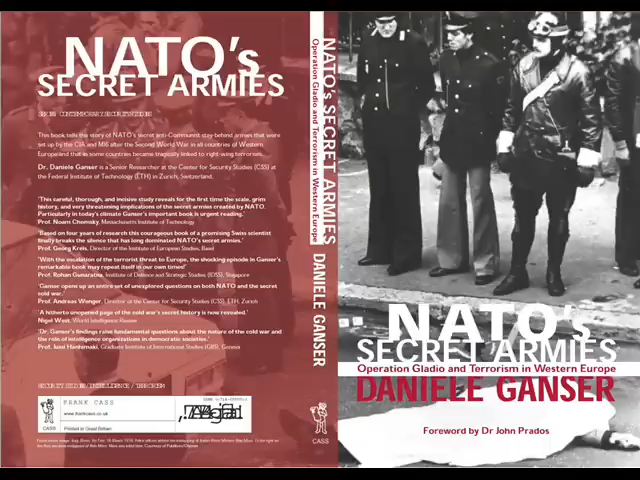 NATO's
SECRET ARMIES
This book tells the story of NATO's secret anti-Communist stay-behind armies that were
set up by the CIA and MI6 after the Second World War in all countries of Western
Europe and that in some countries became tragically linked to right-wing terrorism.
Dr. Daniele Ganser is a Senior Researcher at the Center for Security Studies (CSS) at
the Federal Institute of Technology (ETH) in Zurich, Switzerland.
'This careful, thorough, and incisive study reveals for the first time the scale, grim
history, and very threatening implications of the secret armies created by NATO.
Particularly in today's climate Ganser's important book is urgent reading.'
Prof. Noam Chomsky, Massachusetts Institute of Technology
'Based on four years of research this courageous book of a promising Swiss scientist
finally breaks the silence that has long dominated NATO's secret armies.'
Prof. Georg Kreis, Director of the Institute of European Studies, Basel
'With the escalation of the terrorist threat to Europe, the shocking episode in Ganser's
remarkable book may repeat itself in our own times!'
Prof. Rohan Gunaratna, Institute of Defence and Strategic Studies (IDSS), Singapore
'Ganser opens up an entire set of unexplored questions on both NATO and the secret
cold war.'
Prof. Andreas Wenger, Director at the Center for Security Studies (CSS), ETH, Zurich
'A hitherto unopened page of the cold war's secret history is now revealed.'
Nigel West, World Intelligence Review
'Dr. Ganser's findings raise fundamental questions about the nature of the cold war and
the role of intelligence organizations in democratic societies.'
Prof. Jussi Hanhimaki, Graduate Institute of International Studies (GIIS), Geneva
SECURITY STUDIES/INTELLIGENCE/TERRORISM
FRANK CASS
www.frankcass.co.uk
Printed in Great Britain
CASS
NATO's SECRET ARMIES
Operation Gladio and Terrorism in Western Europe
DANIELE GANSER
CASS
NATO's
SECRET ARMIES
Operation Gladio and Terrorism in Western Europe
DANIELE GANSER
Foreword by Dr John Prados